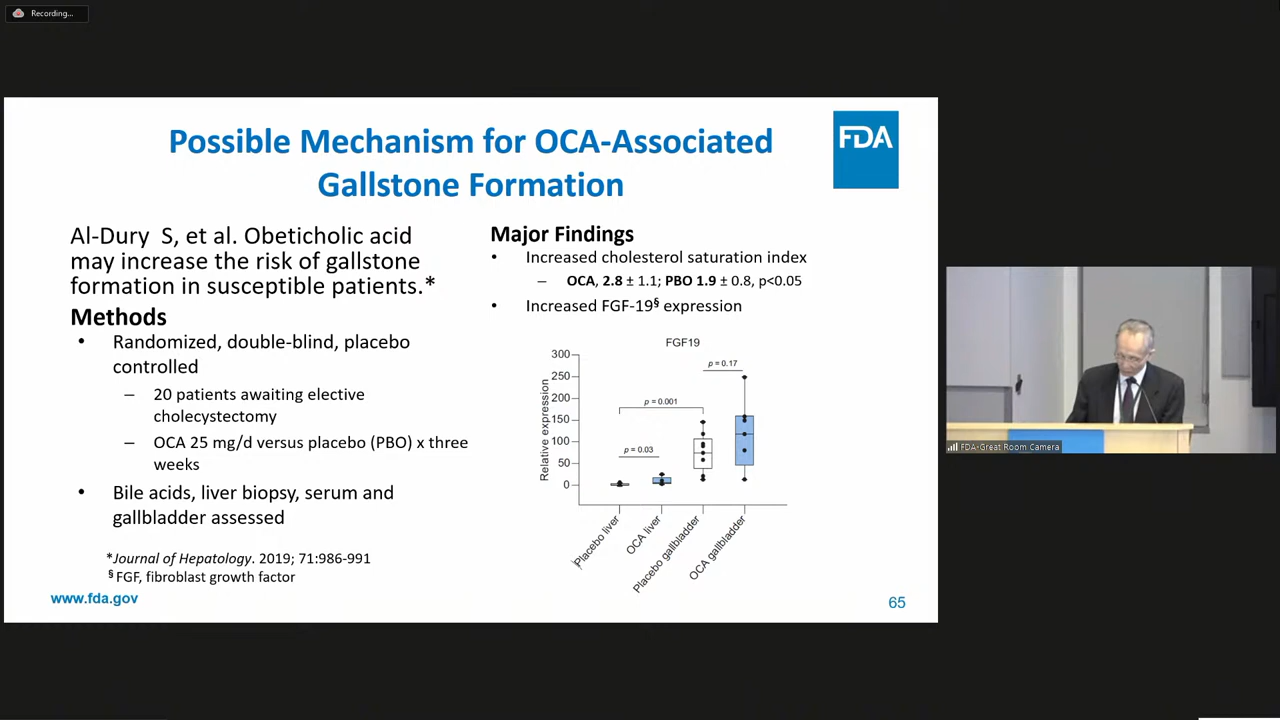 Recording...
Possible Mechanism for OCA-Associated
Gallstone Formation
FDA
Al-Dury S, et al. Obeticholic acid
may increase the risk of gallstone
formation in susceptible patients.*
Methods
• Randomized, double-blind, placebo
controlled
– 20 patients awaiting elective
cholecystectomy
– OCA 25 mg/d versus placebo (PBO) x three
weeks
• Bile acids, liver biopsy, serum and
gallbladder assessed
*Journal of Hepatology. 2019; 71:986-991
§ FGF, fibroblast growth factor
www.fda.gov
Major Findings
• Increased cholesterol saturation index
– OCA, 2.8 ± 1.1; PBO 1.9 ± 0.8, p<0.05
• Increased FGF-19§ expression
FGF19
Relative expression
300
250
200
150
100
50
0
p = 0.03
p = 0.001
p = 0.17
Placebo liver
OCA liver
Placebo gallbladder
OCA gallbladder
65
FDA-Great Room Camera